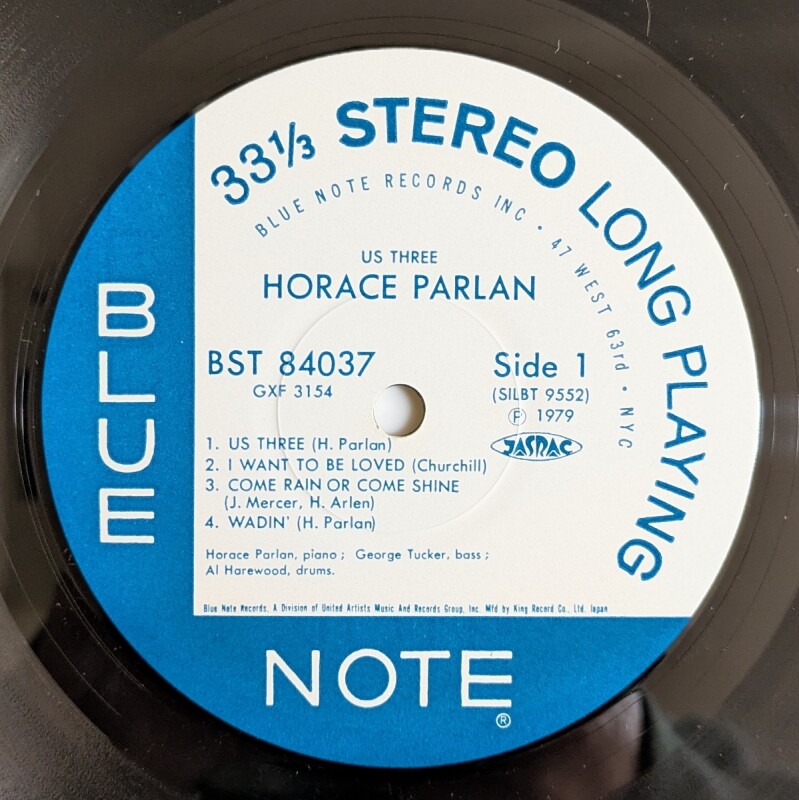 33⅓ STEREO LONG PLAYING
BLUE NOTE RECORDS INC • 47 WEST 63rd • NYC
US THREE
HORACE PARLAN
BST 84037
GXF 3154
Side 1
(SILBT 9552)
Ⓟ 1979
JASRAC
1. US THREE (H. Parlan)
2. I WANT TO BE LOVED (Churchill)
3. COME RAIN OR COME SHINE
(J. Mercer, H. Arlen)
4. WADIN' (H. Parlan)
Horace Parlan, piano ; George Tucker, bass ;
Al Harewood, drums.
Blue Note Records, A Division of United Artists Music And Records Group, Inc. Mfd by King Record Co., Ltd. Japan
BLUE
NOTE®